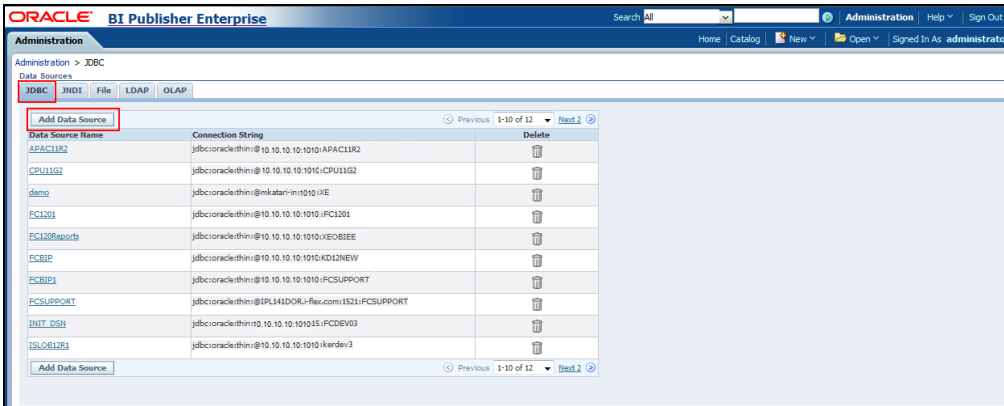 ORACLE BI Publisher Enterprise Search All Administration Help Sign Out
Administration Home Catalog New Open Signed In As administrato
Administration > JDBC
Data Sources
JDBC JNDI File LDAP OLAP
Add Data Source Previous 1-10 of 12 Next 2
Data Source Name Connection String Delete
APAC11R2 jdbc:oracle:thin:@10.10.10.10:1010:APAC11R2
CPU11G2 jdbc:oracle:thin:@10.10.10.10:1010:CPU11G2
demo jdbc:oracle:thin:@mkatari-in:1010:XE
FC1201 jdbc:oracle:thin:@10.10.10.10:1010.:FC1201
FC120Reports jdbc:oracle:thin:@10.10.10.10:1010:XEOBIEE
FCBIP jdbc:oracle:thin:@10.10.10.10:1010:KD12NEW
FCBIP1 jdbc:oracle:thin:@10.10.10.10:1010:FCSUPPORT
FCSUPPORT jdbc:oracle:thin:@IPL141DOR.i-flex.com:1521:FCSUPPORT
INIT_DSN jdbc:oracle:thin:10.10.10.10:101015:FCDEV03
ISLOB12R1 jdbc:oracle:thin:@10.10.10.10:1010:kerdev3
Add Data Source Previous 1-10 of 12 Next 2